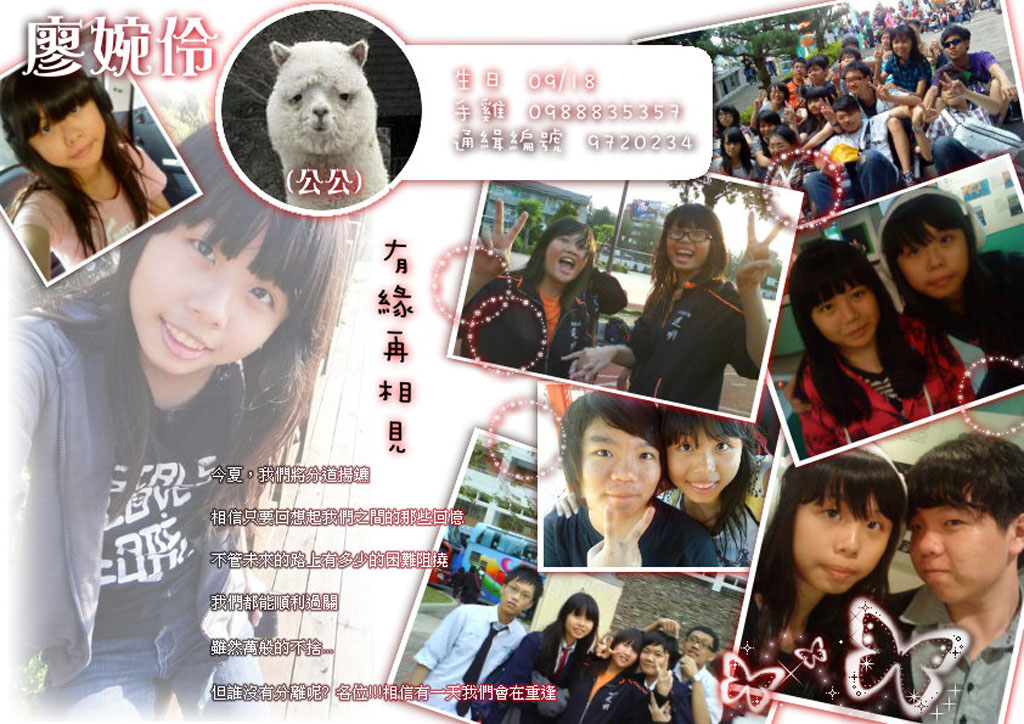 廖婉伶
(公公)
生日 09/18
手雞 0988835357
通緝編號 9720234
有緣再相見
今夏，我們將分道揚鑣
相信只要回想起我們之間的那些回憶
不管未來的路上有多少的困難阻撓
我們都能順利過關
雖然萬般的不捨...
但誰沒有分離呢? 各位!!!相信有一天我們會在重逢